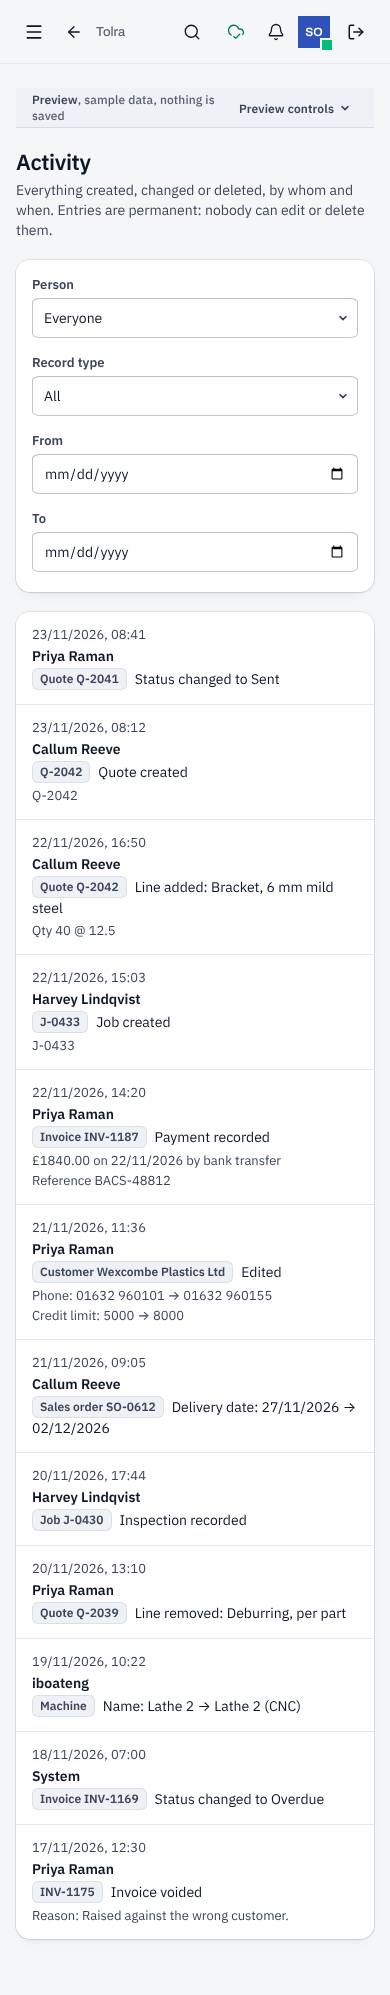 Tolra
SO
Preview, sample data, nothing is
saved
Preview controls
Activity
Everything created, changed or deleted, by whom and
when. Entries are permanent: nobody can edit or delete
them.
Person
Everyone
Record type
All
From
mm/dd/yyyy
To
mm/dd/yyyy
23/11/2026, 08:41
Priya Raman
Quote Q-2041 Status changed to Sent
23/11/2026, 08:12
Callum Reeve
Q-2042 Quote created
Q-2042
22/11/2026, 16:50
Callum Reeve
Quote Q-2042 Line added: Bracket, 6 mm mild
steel
Qty 40 @ 12.5
22/11/2026, 15:03
Harvey Lindqvist
J-0433 Job created
J-0433
22/11/2026, 14:20
Priya Raman
Invoice INV-1187 Payment recorded
£1840.00 on 22/11/2026 by bank transfer
Reference BACS-48812
21/11/2026, 11:36
Priya Raman
Customer Wexcombe Plastics Ltd Edited
Phone: 01632 960101 → 01632 960155
Credit limit: 5000 → 8000
21/11/2026, 09:05
Callum Reeve
Sales order SO-0612 Delivery date: 27/11/2026 →
02/12/2026
20/11/2026, 17:44
Harvey Lindqvist
Job J-0430 Inspection recorded
20/11/2026, 13:10
Priya Raman
Quote Q-2039 Line removed: Deburring, per part
19/11/2026, 10:22
iboateng
Machine Name: Lathe 2 → Lathe 2 (CNC)
18/11/2026, 07:00
System
Invoice INV-1169 Status changed to Overdue
17/11/2026, 12:30
Priya Raman
INV-1175 Invoice voided
Reason: Raised against the wrong customer.